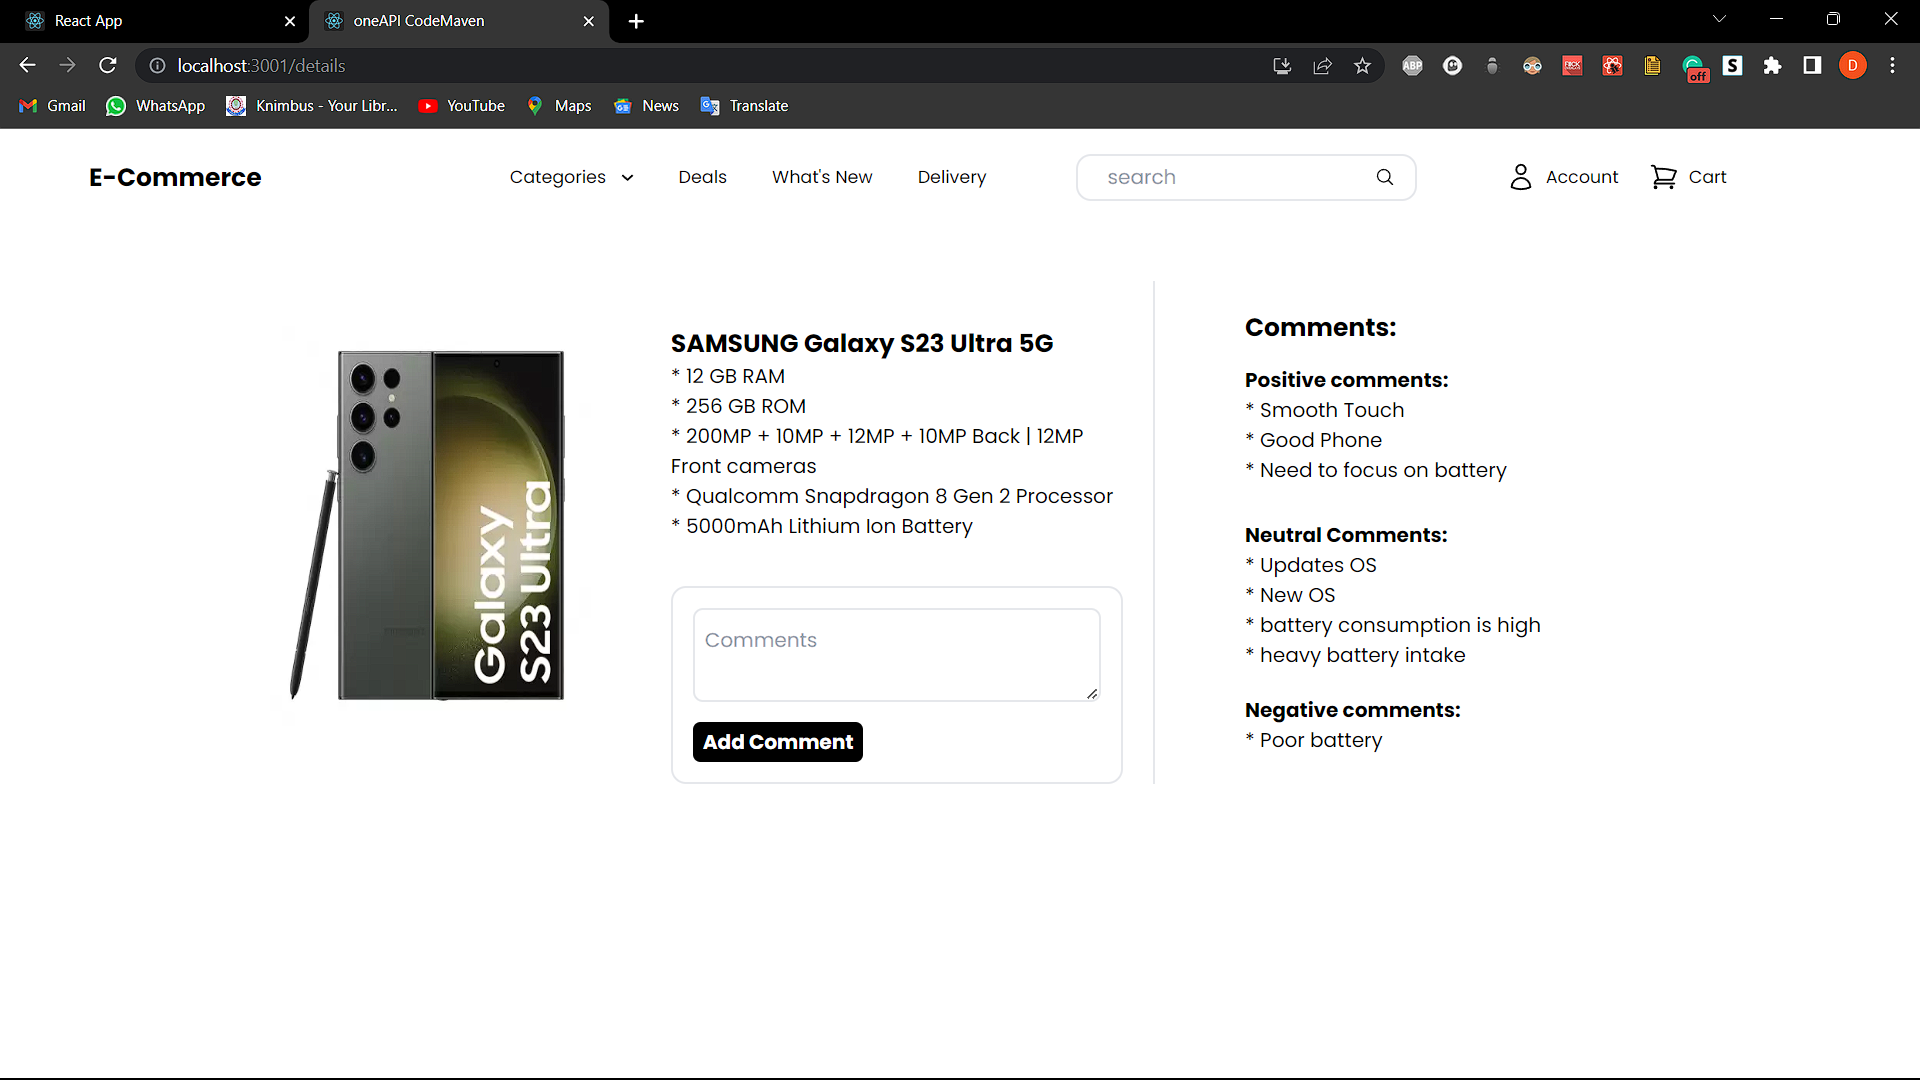 React App
oneAPI CodeMaven
localhost:3001/details
ABP
off
S
D
Gmail
WhatsApp
Knimbus - Your Libr...
YouTube
Maps
News
Translate
E-Commerce
Categories
Deals
What's New
Delivery
search
Account
Cart
Galaxy
S23 Ultra
SAMSUNG Galaxy S23 Ultra 5G
* 12 GB RAM
* 256 GB ROM
* 200MP + 10MP + 12MP + 10MP Back | 12MP
Front cameras
* Qualcomm Snapdragon 8 Gen 2 Processor
* 5000mAh Lithium Ion Battery
Comments
Add Comment
Comments:
Positive comments:
* Smooth Touch
* Good Phone
* Need to focus on battery
Neutral Comments:
* Updates OS
* New OS
* battery consumption is high
* heavy battery intake
Negative comments:
* Poor battery